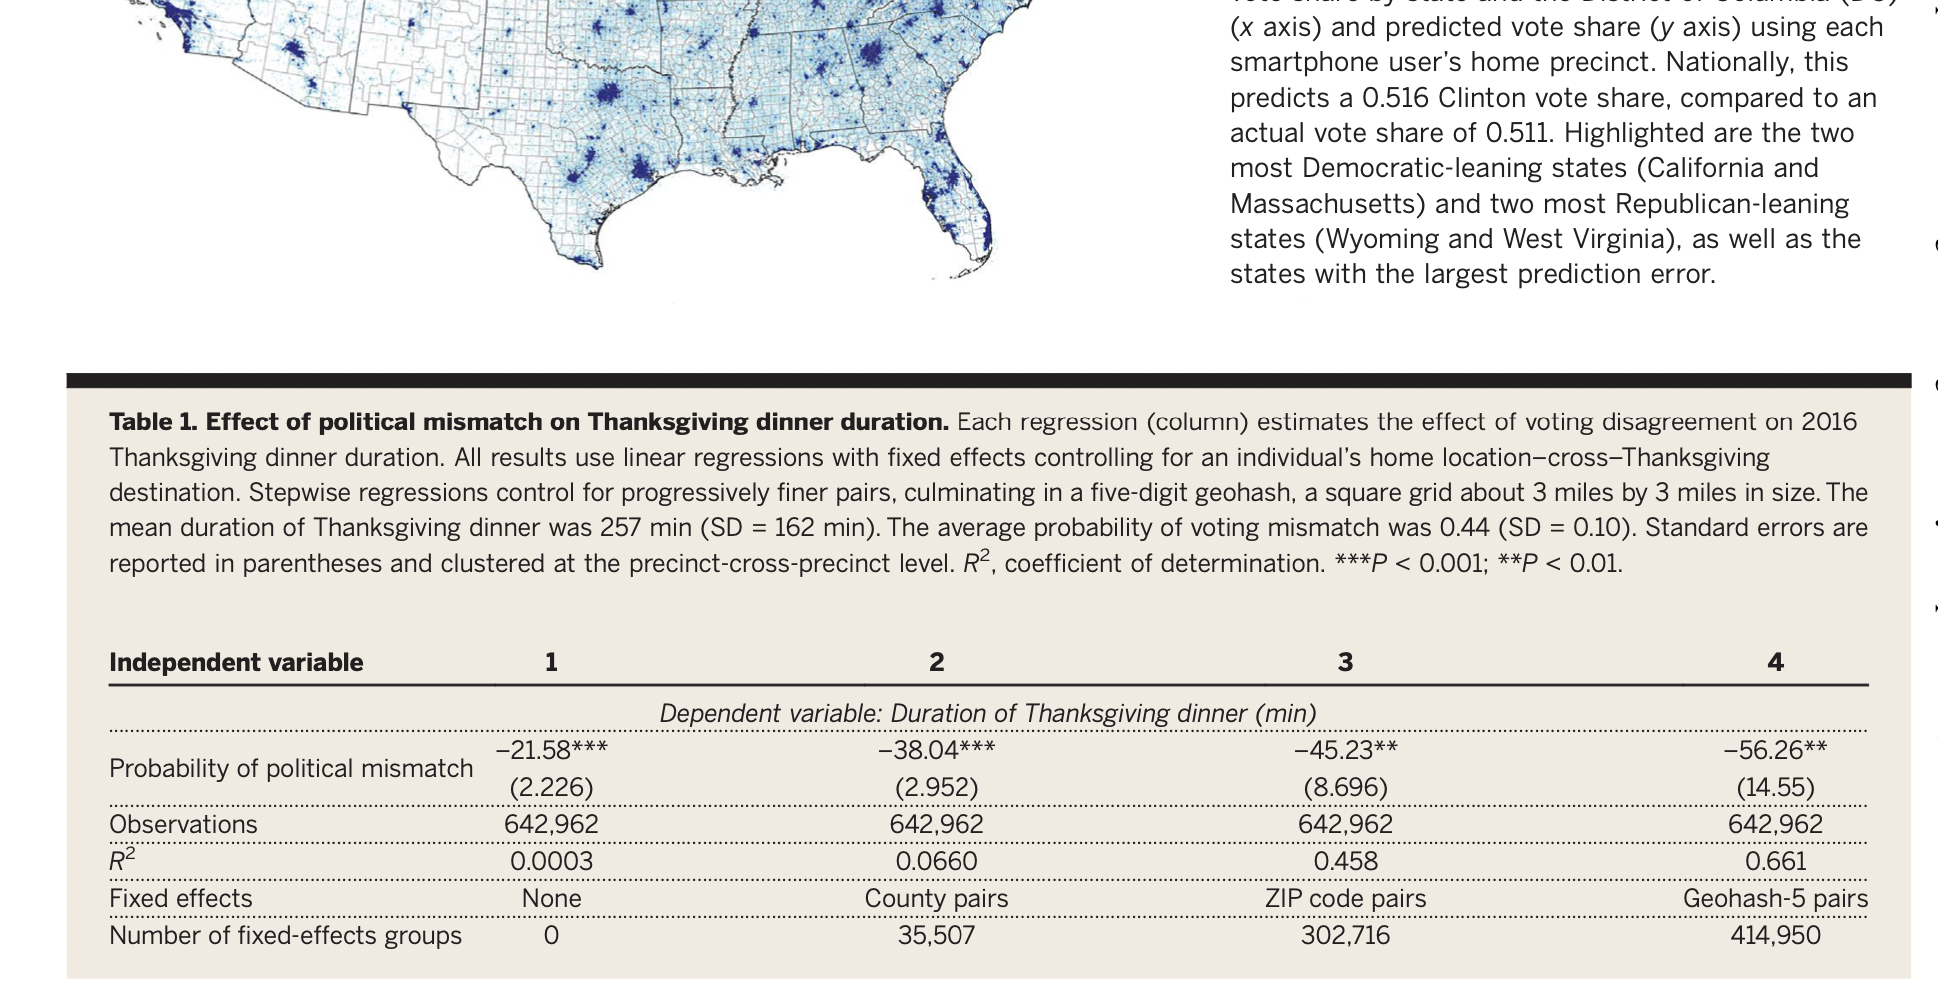 (x axis) and predicted vote share (y axis) using each
smartphone user's home precinct. Nationally, this
predicts a 0.516 Clinton vote share, compared to an
actual vote share of 0.511. Highlighted are the two
most Democratic-leaning states (California and
Massachusetts) and two most Republican-leaning
states (Wyoming and West Virginia), as well as the
states with the largest prediction error.
Table 1. Effect of political mismatch on Thanksgiving dinner duration. Each regression (column) estimates the effect of voting disagreement on 2016
Thanksgiving dinner duration. All results use linear regressions with fixed effects controlling for an individual's home location–cross–Thanksgiving
destination. Stepwise regressions control for progressively finer pairs, culminating in a five-digit geohash, a square grid about 3 miles by 3 miles in size. The
mean duration of Thanksgiving dinner was 257 min (SD = 162 min). The average probability of voting mismatch was 0.44 (SD = 0.10). Standard errors are
reported in parentheses and clustered at the precinct-cross-precinct level. R², coefficient of determination. ***P < 0.001; **P < 0.01.
Independent variable 1 2 3 4
Dependent variable: Duration of Thanksgiving dinner (min)
Probability of political mismatch –21.58*** –38.04*** –45.23** –56.26**
(2.226) (2.952) (8.696) (14.55)
Observations 642,962 642,962 642,962 642,962
R² 0.0003 0.0660 0.458 0.661
Fixed effects None County pairs ZIP code pairs Geohash-5 pairs
Number of fixed-effects groups 0 35,507 302,716 414,950